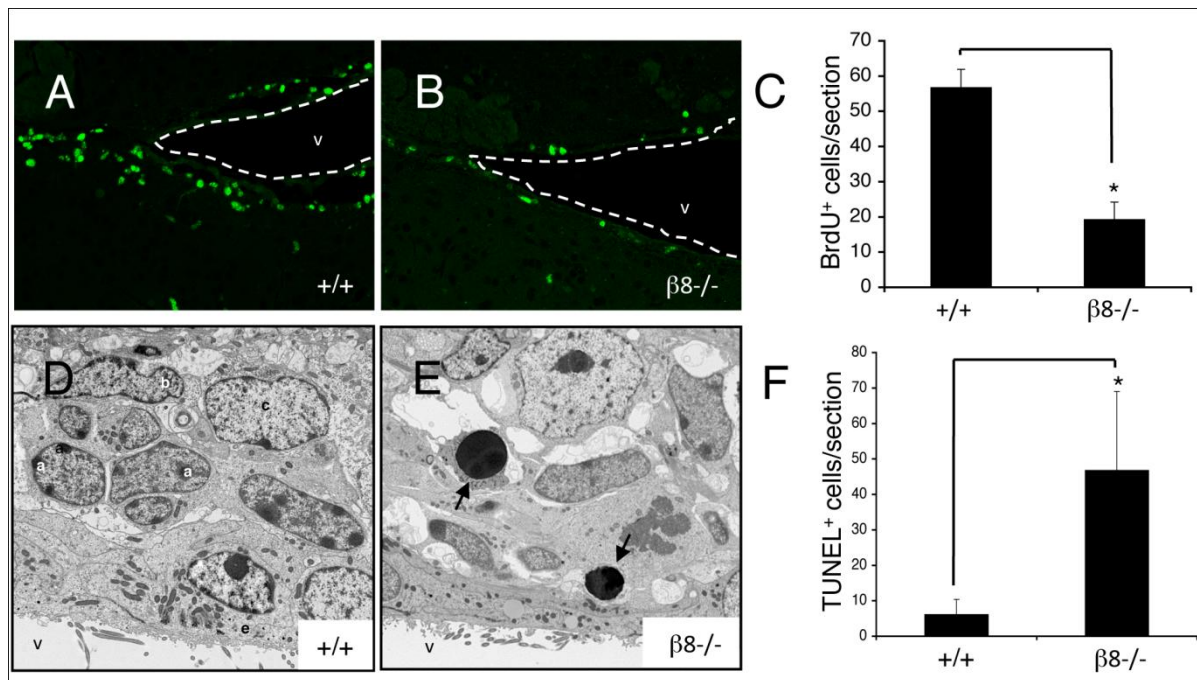 A
v
+/+
B
v
β8-/-
C
70
60
50
40
30
20
10
0
BrdU⁺ cells/section
*
+/+
β8-/-
D
b
c
a
a
a
e
v
+/+
E
v
β8-/-
F
80
70
60
50
40
30
20
10
0
TUNEL⁺ cells/section
*
+/+
β8-/-